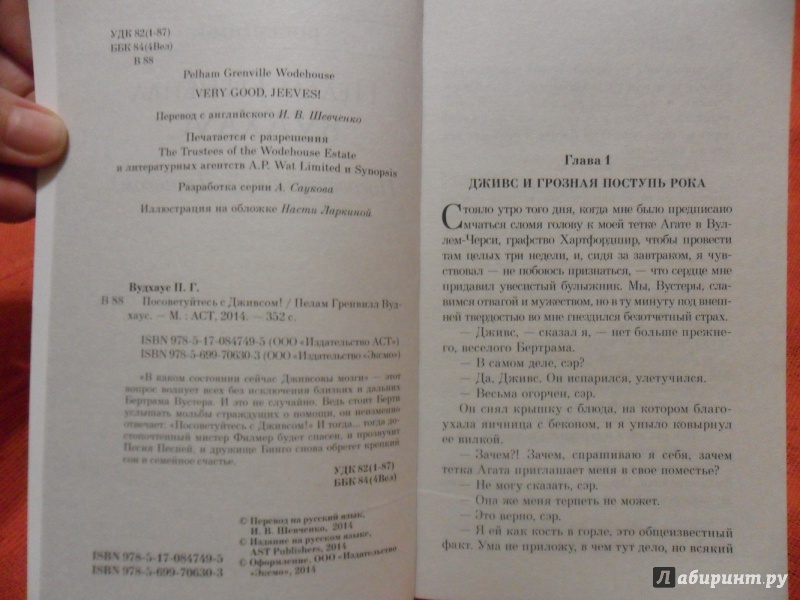 УДК 82(1-87)
ББК 84(4Вел)
В 88
Pelham Grenville Wodehouse
VERY GOOD, JEEVES!
Перевод с английского И. В. Шевченко
Печатается с разрешения
The Trustees of the Wodehouse Estate
и литературных агентств A.P. Wat Limited и Synopsis
Разработка серии А. Саукова
Иллюстрация на обложке Насти Ларкиной
Вудхаус П. Г.
В 88 Посоветуйтесь с Дживсом! / Пелам Гренвилл Вуд-
хаус. — М. : АСТ, 2014. — 352 с.
ISBN 978-5-17-084749-5 (ООО «Издательство АСТ»)
ISBN 978-5-699-70630-3 (ООО «Издательство «Эксмо»)
«В каком состоянии сейчас Дживсовы мозги» — этот
вопрос волнует всех без исключения близких и дальних
Бертрама Вустера. И это не случайно. Ведь стоит Берти
услышать мольбы страждущих о помощи, он неизменно
отвечает: «Посоветуйтесь с Дживсом!» И тогда... тогда до-
стопочтенный мистер Филмер будет спасен, и прозвучит
Песня Песней, и дружище Бинго снова обретет крепкий
сон и семейное счастье.
УДК 82(1-87)
ББК 84(4Вел)
© Перевод на русский язык.
И. В. Шевченко, 2014
© Издание на русском языке.
AST Publishers, 2014
© Оформление. ООО «Издательство
«Эксмо», 2014
ISBN 978-5-17-084749-5
ISBN 978-5-699-70630-3
Глава 1
ДЖИВС И ГРОЗНАЯ ПОСТУПЬ РОКА
Стояло утро того дня, когда мне было предписано
мчаться сломя голову к моей тетке Агате в Вул-
лем-Черси, графство Хартфордшир, чтобы провести
там целых три недели, и, сидя за завтраком, я чув-
ствовал — не побоюсь признаться, — что сердце мне
придавил увесистый булыжник. Мы, Вустеры, сла-
вимся отвагой и мужеством, но в ту минуту под внеш-
ней твердостью во мне гнездился безотчетный страх.
— Дживс, — сказал я, — нет больше прежне-
го, веселого Бертрама.
— В самом деле, сэр?
— Да, Дживс. Он испарился, улетучился.
— Весьма огорчен, сэр.
Он снял крышку с блюда, на котором благо-
ухала яичница с беконом, и я уныло ковырнул
ее вилкой.
— Зачем?! Зачем, спрашиваю я себя, зачем
тетка Агата приглашает меня в свое поместье?
— Не могу сказать, сэр.
— Она же меня терпеть не может.
— Это верно, сэр.
— Я ей как кость в горле, это общеизвестный
факт. Ума не приложу, в чем тут дело, но всякий
Лабиринт.ру